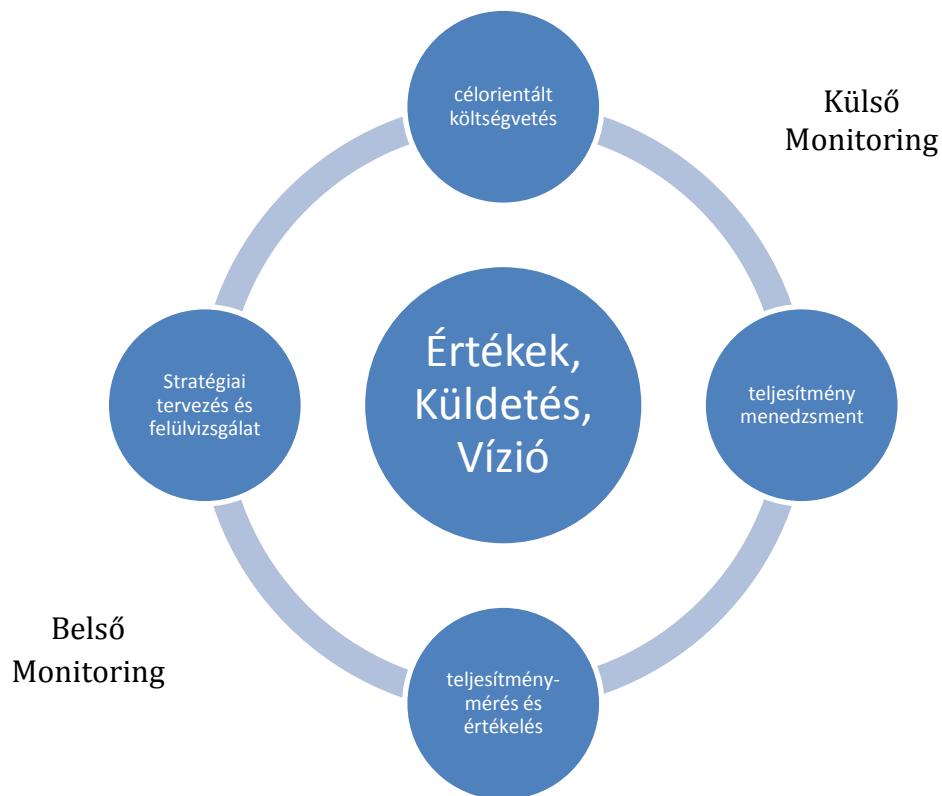 célorientált
költségvetés
Külső
Monitoring
Értékek,
Küldetés,
Vízió
Stratégiai
tervezés és
felülvizsgálat
teljesítmény
menedzsment
Belső
Monitoring
teljesítmény-
mérés és
értékelés